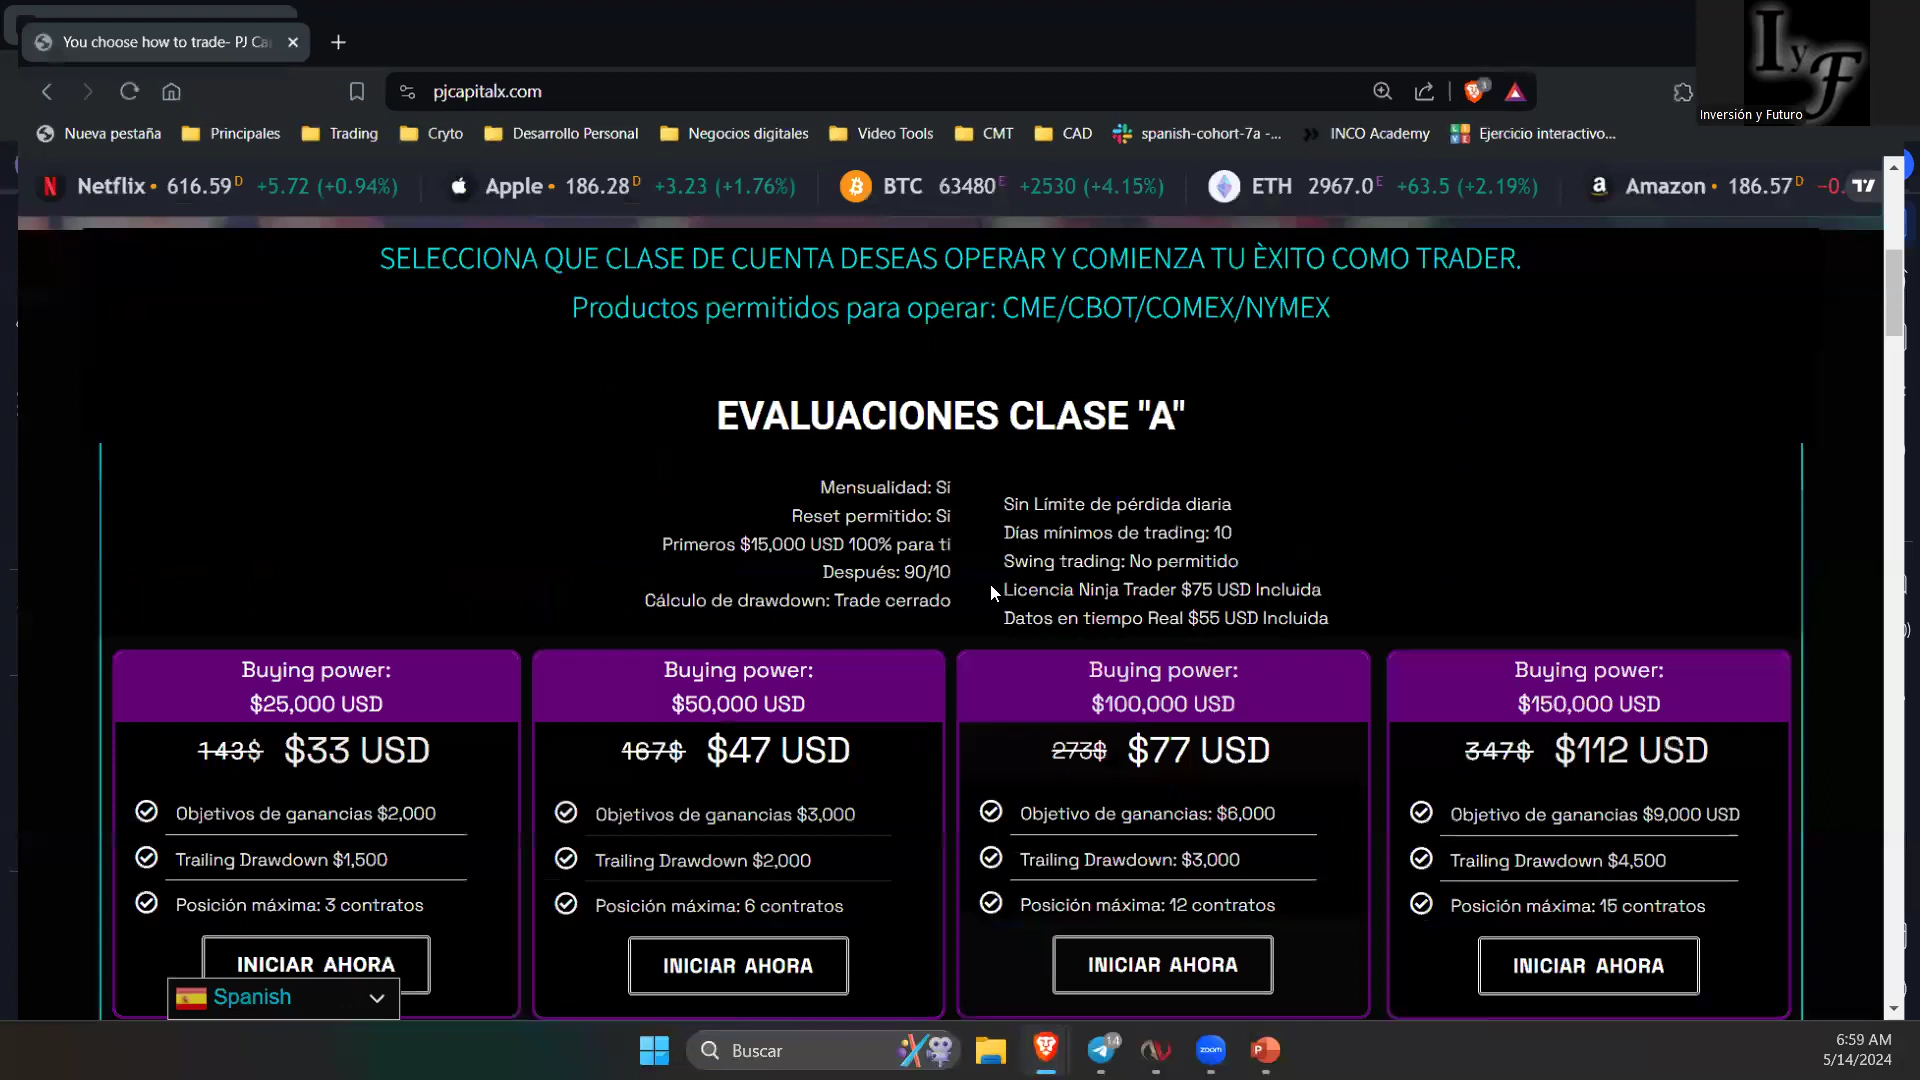 You choose how to trade- PJ Ca
pjcapitalx.com
IyF
Inversión y Futuro
Nueva pestaña
Principales
Trading
Cryto
Desarrollo Personal
Negocios digitales
Video Tools
CMT
CAD
spanish-cohort-7a -...
INCO Academy
Ejercicio interactivo...
Netflix • 616.59 D +5.72 (+0.94%)
Apple • 186.28 D +3.23 (+1.76%)
BTC 63480 E +2530 (+4.15%)
ETH 2967.0 E +63.5 (+2.19%)
Amazon • 186.57 D −0.
SELECCIONA QUE CLASE DE CUENTA DESEAS OPERAR Y COMIENZA TU ÈXITO COMO TRADER.
Productos permitidos para operar: CME/CBOT/COMEX/NYMEX
EVALUACIONES CLASE "A"
Mensualidad: Si
Reset permitido: Si
Primeros $15,000 USD 100% para ti
Después: 90/10
Cálculo de drawdown: Trade cerrado
Sin Límite de pérdida diaria
Días mínimos de trading: 10
Swing trading: No permitido
Licencia Ninja Trader $75 USD Incluida
Datos en tiempo Real $55 USD Incluida
Buying power:
$25,000 USD
143$ $33 USD
Objetivos de ganancias $2,000
Trailing Drawdown $1,500
Posición máxima: 3 contratos
INICIAR AHORA
Buying power:
$50,000 USD
167$ $47 USD
Objetivos de ganancias $3,000
Trailing Drawdown $2,000
Posición máxima: 6 contratos
INICIAR AHORA
Buying power:
$100,000 USD
273$ $77 USD
Objetivo de ganancias: $6,000
Trailing Drawdown: $3,000
Posición máxima: 12 contratos
INICIAR AHORA
Buying power:
$150,000 USD
347$ $112 USD
Objetivo de ganancias $9,000 USD
Trailing Drawdown $4,500
Posición máxima: 15 contratos
INICIAR AHORA
Spanish
Buscar
14
zoom
6:59 AM
5/14/2024